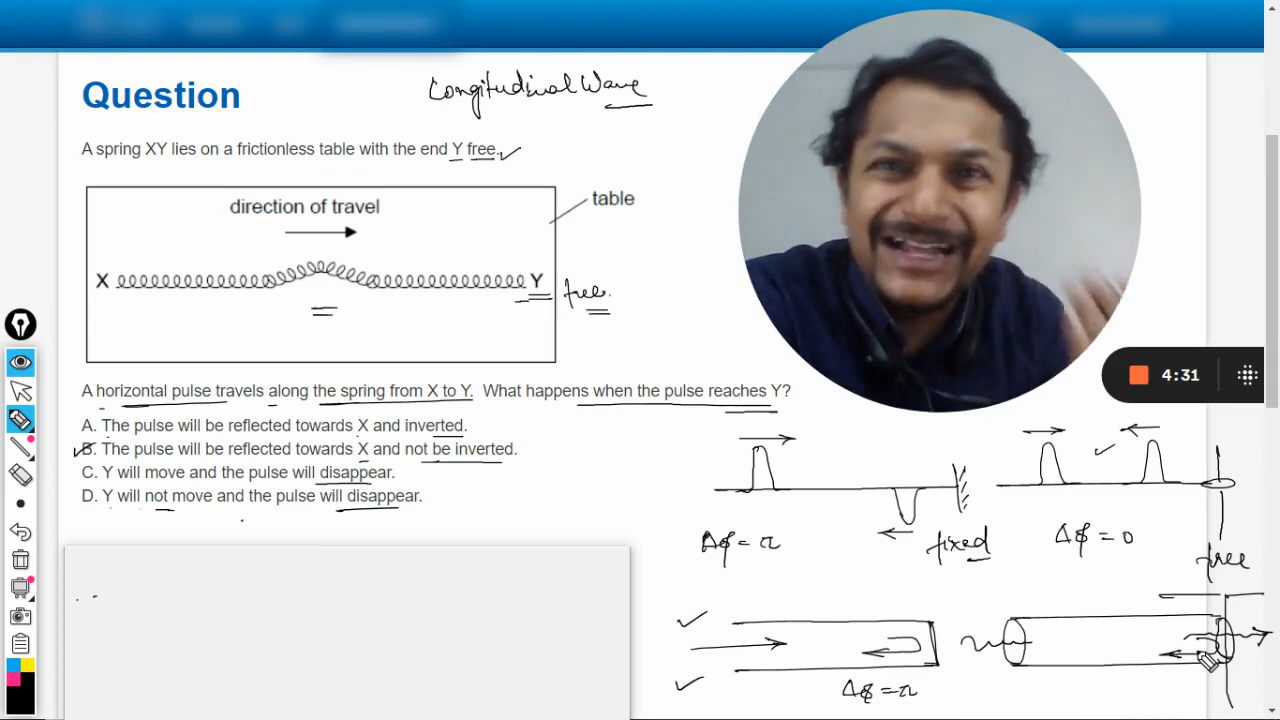 Longitudinal Wave
Question
A spring XY lies on a frictionless table with the end Y free.
direction of travel
table
X
Y
free.
A horizontal pulse travels along the spring from X to Y. What happens when the pulse reaches Y?
A. The pulse will be reflected towards X and inverted.
B. The pulse will be reflected towards X and not be inverted.
C. Y will move and the pulse will disappear.
D. Y will not move and the pulse will disappear.
4:31
Δϕ = π
fixed
Δϕ = 0
free
Δϕ = π